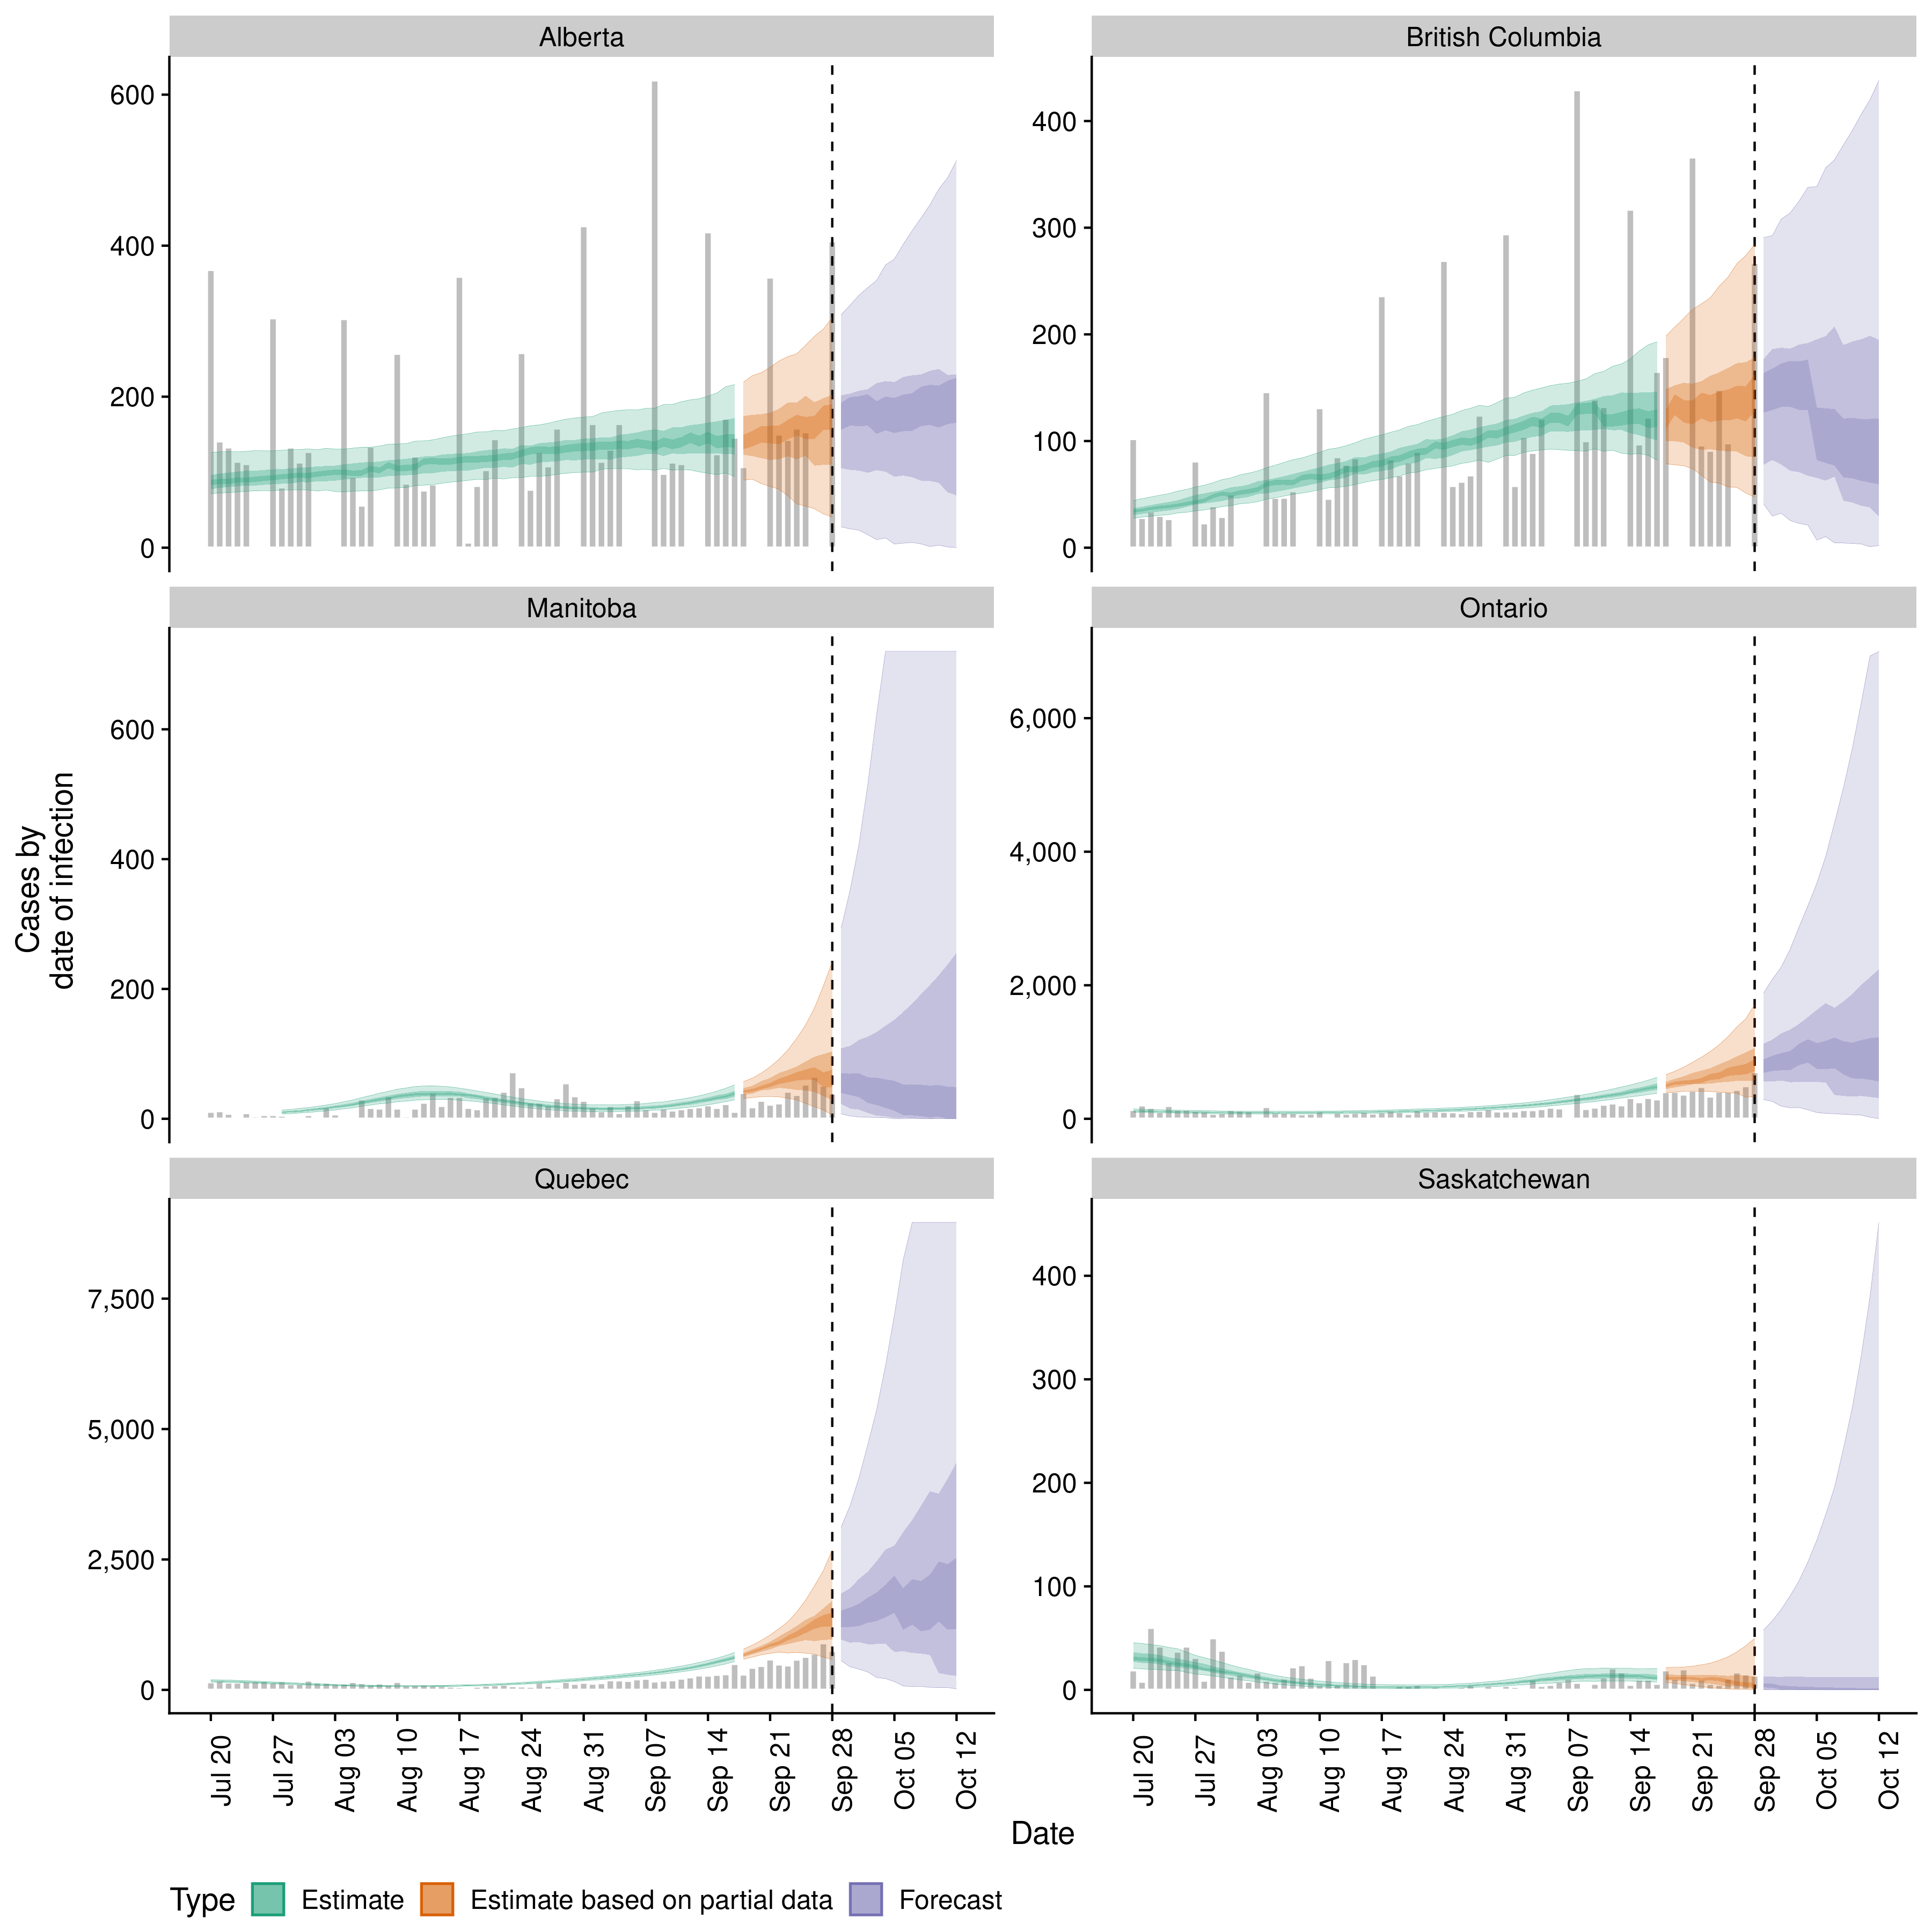 Alberta
British Columbia
600
400
200
0
400
300
200
100
0
Manitoba
Ontario
600
400
200
0
6,000
4,000
2,000
0
Cases by
date of infection
Quebec
Saskatchewan
7,500
5,000
2,500
0
400
300
200
100
0
Jul 20
Jul 27
Aug 03
Aug 10
Aug 17
Aug 24
Aug 31
Sep 07
Sep 14
Sep 21
Sep 28
Oct 05
Oct 12
Jul 20
Jul 27
Aug 03
Aug 10
Aug 17
Aug 24
Aug 31
Sep 07
Sep 14
Sep 21
Sep 28
Oct 05
Oct 12
Date
Type Estimate Estimate based on partial data Forecast